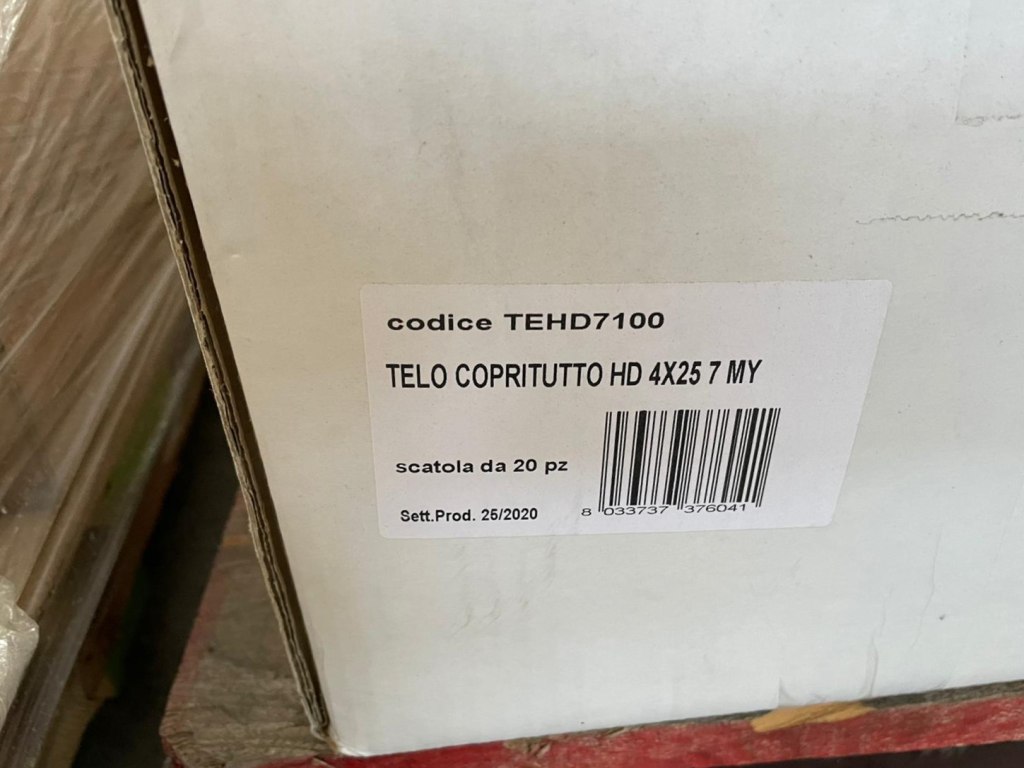 codice TEHD7100
TELO COPRITUTTO HD 4X25 7 MY
scatola da 20 pz
Sett.Prod. 25/2020
8 033737 376041